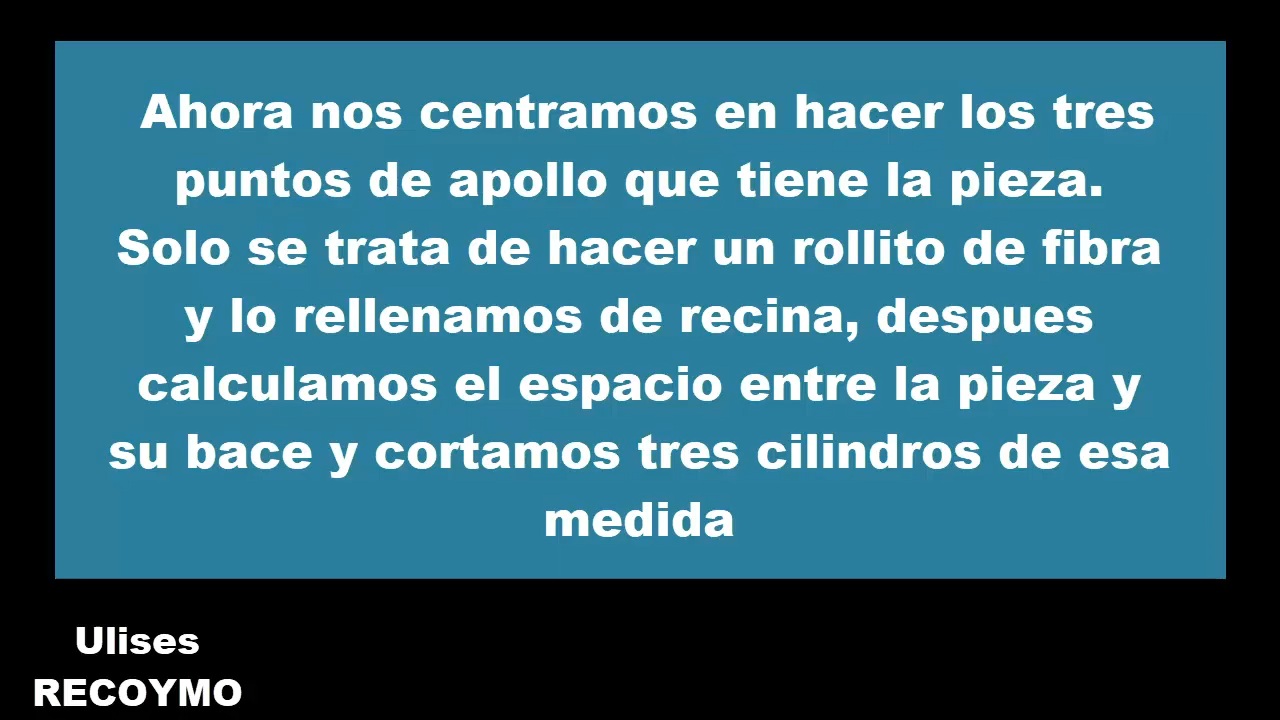 Ahora nos centramos en hacer los tres
puntos de apollo que tiene la pieza.
Solo se trata de hacer un rollito de fibra
y lo rellenamos de recina, despues
calculamos el espacio entre la pieza y
su bace y cortamos tres cilindros de esa
medida
Ulises
RECOYMO